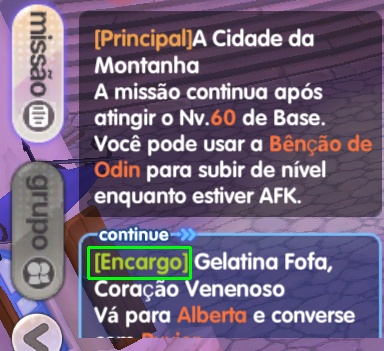 missão
[Principal]A Cidade da
Montanha
A missão continua após
atingir o Nv.60 de Base.
Você pode usar a Bênção de
Odin para subir de nível
enquanto estiver AFK.
grupo
continue
[Encargo] Gelatina Fofa,
Coração Venenoso
Vá para Alberta e converse
com